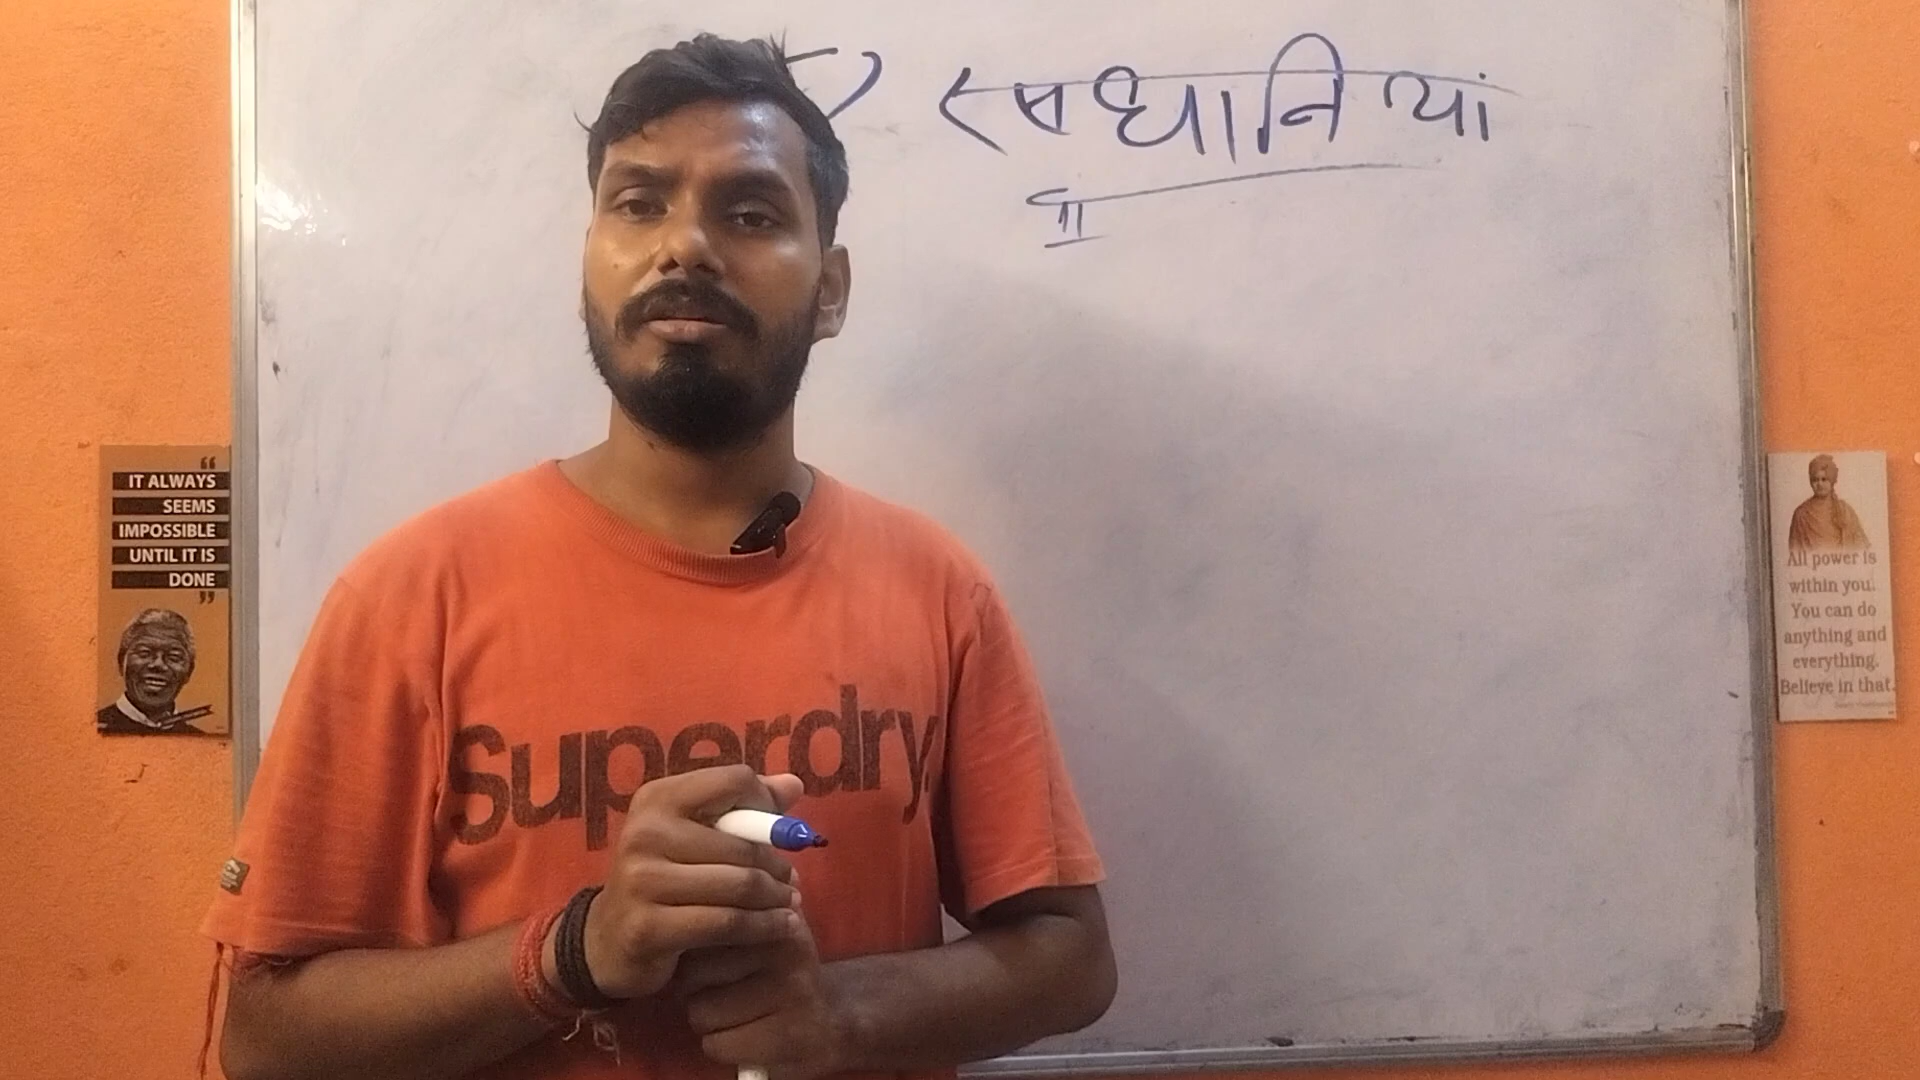 सावधानियां
IT ALWAYS
SEEMS
IMPOSSIBLE
UNTIL IT IS
DONE
Superdry.
All power is
within you.
You can do
anything and
everything.
Believe in that.